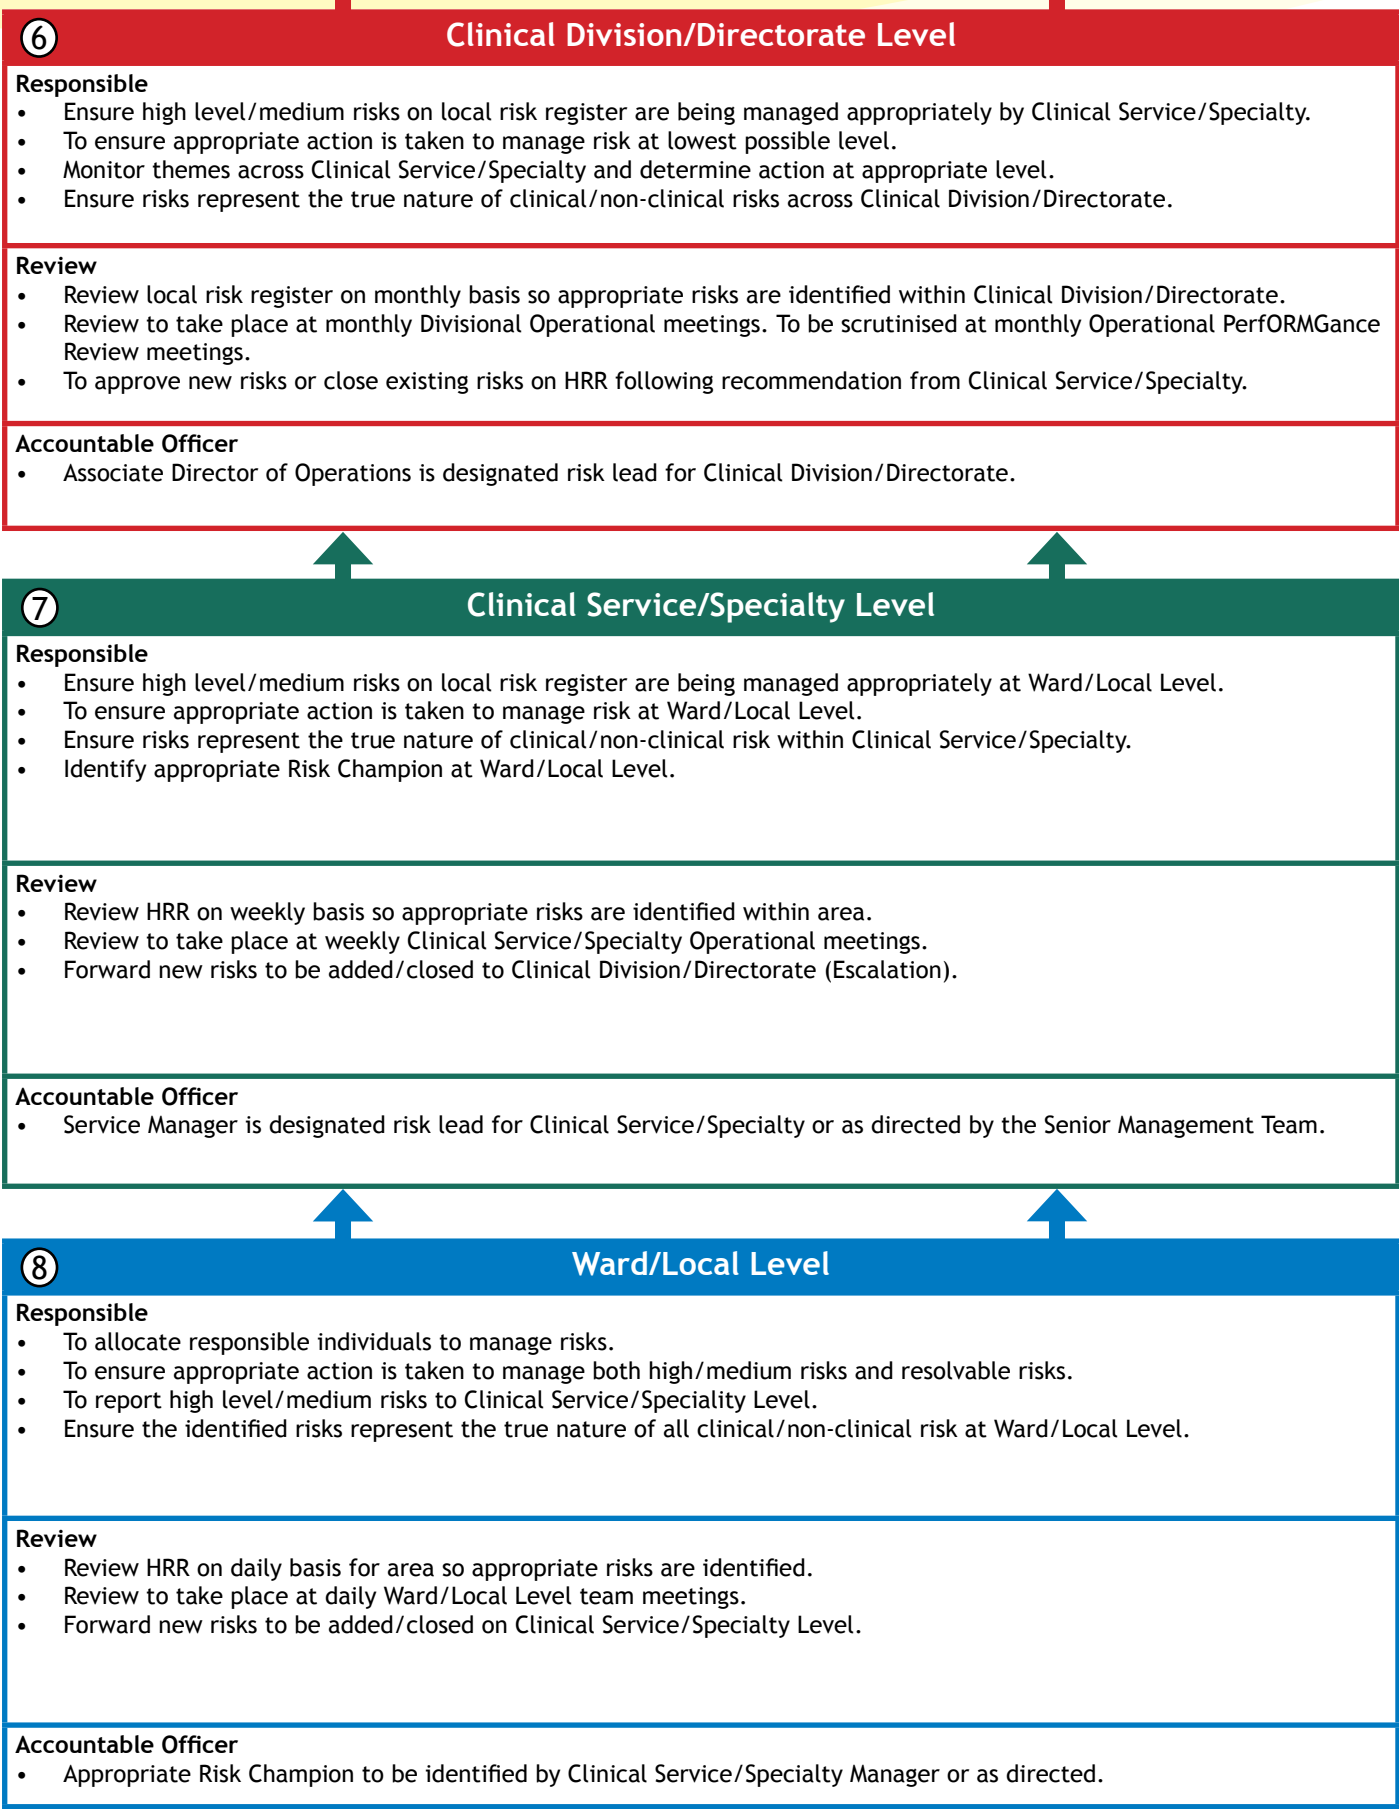 6
Clinical Division/Directorate Level
Responsible
• Ensure high level/medium risks on local risk register are being managed appropriately by Clinical Service/Specialty.
• To ensure appropriate action is taken to manage risk at lowest possible level.
• Monitor themes across Clinical Service/Specialty and determine action at appropriate level.
• Ensure risks represent the true nature of clinical/non-clinical risks across Clinical Division/Directorate.
Review
• Review local risk register on monthly basis so appropriate risks are identified within Clinical Division/Directorate.
• Review to take place at monthly Divisional Operational meetings. To be scrutinised at monthly Operational PerfORMGance
Review meetings.
• To approve new risks or close existing risks on HRR following recommendation from Clinical Service/Specialty.
Accountable Officer
• Associate Director of Operations is designated risk lead for Clinical Division/Directorate.
7
Clinical Service/Specialty Level
Responsible
• Ensure high level/medium risks on local risk register are being managed appropriately at Ward/Local Level.
• To ensure appropriate action is taken to manage risk at Ward/Local Level.
• Ensure risks represent the true nature of clinical/non-clinical risk within Clinical Service/Specialty.
• Identify appropriate Risk Champion at Ward/Local Level.
Review
• Review HRR on weekly basis so appropriate risks are identified within area.
• Review to take place at weekly Clinical Service/Specialty Operational meetings.
• Forward new risks to be added/closed to Clinical Division/Directorate (Escalation).
Accountable Officer
• Service Manager is designated risk lead for Clinical Service/Specialty or as directed by the Senior Management Team.
8
Ward/Local Level
Responsible
• To allocate responsible individuals to manage risks.
• To ensure appropriate action is taken to manage both high/medium risks and resolvable risks.
• To report high level/medium risks to Clinical Service/Speciality Level.
• Ensure the identified risks represent the true nature of all clinical/non-clinical risk at Ward/Local Level.
Review
• Review HRR on daily basis for area so appropriate risks are identified.
• Review to take place at daily Ward/Local Level team meetings.
• Forward new risks to be added/closed on Clinical Service/Specialty Level.
Accountable Officer
• Appropriate Risk Champion to be identified by Clinical Service/Specialty Manager or as directed.